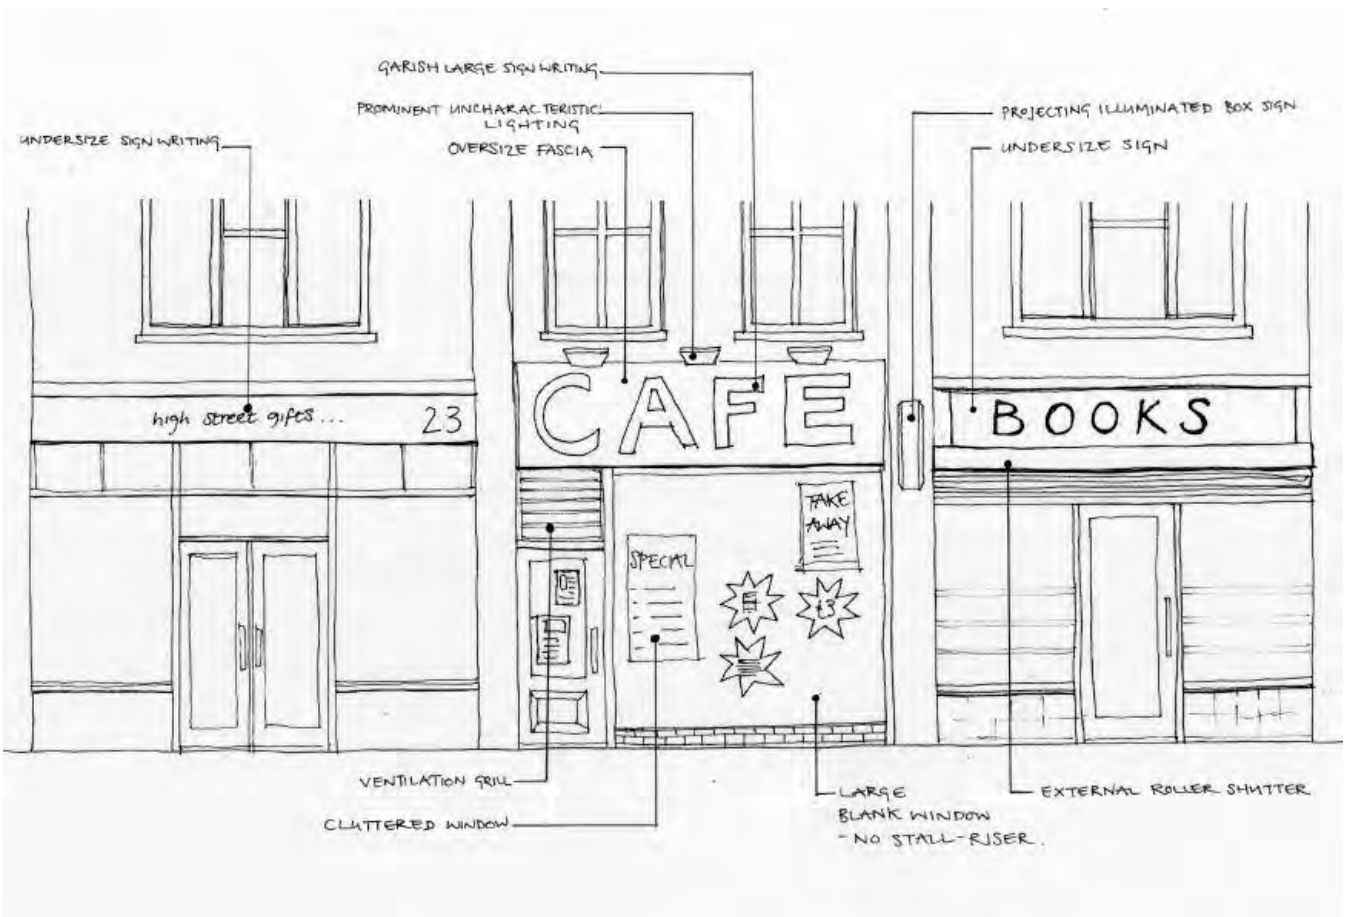 GARISH LARGE SIGN WRITING
PROMINENT UNCHARACTERISTIC
LIGHTING
OVERSIZE FASCIA
UNDERSIZE SIGN WRITING
PROJECTING ILLUMINATED BOX SIGN
UNDERSIZE SIGN
high street gifts...
23
CAFE
BOOKS
TAKE
AWAY
SPECIAL
£3
VENTILATION GRILL
CLUTTERED WINDOW
LARGE
BLANK WINDOW
- NO STALL-RISER.
EXTERNAL ROLLER SHUTTER